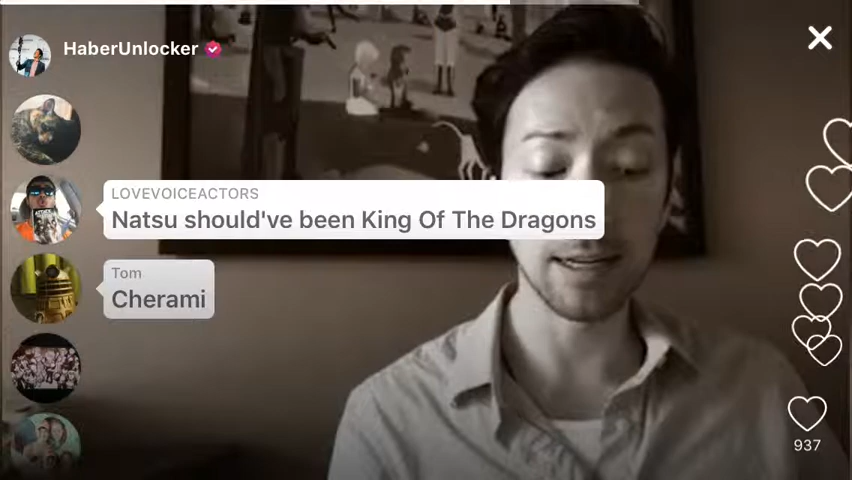 HaberUnlocker
LOVEVOICEACTORS
Natsu should've been King Of The Dragons
Tom
Cherami
937